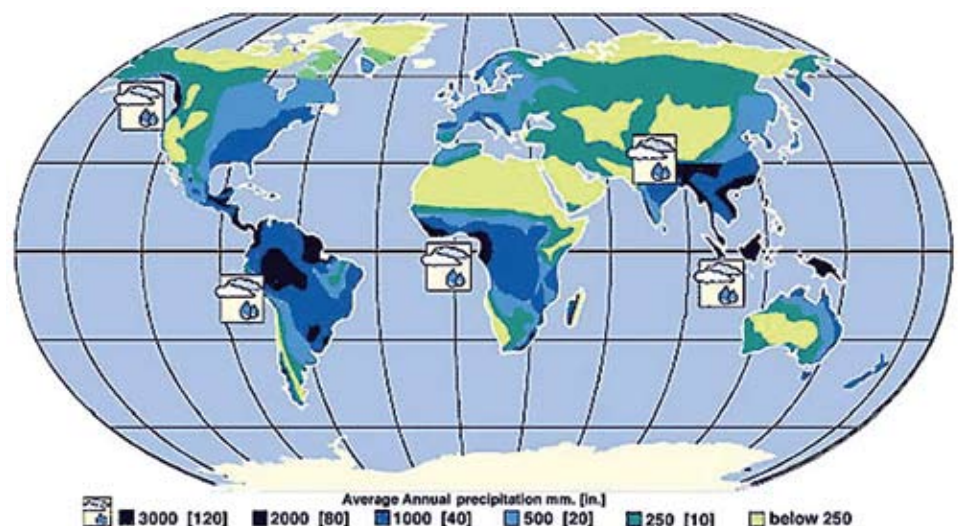 Average Annual precipitation mm. [in.]
3000 [120] 2000 [80] 1000 [40] 500 [20] 250 [10] below 250